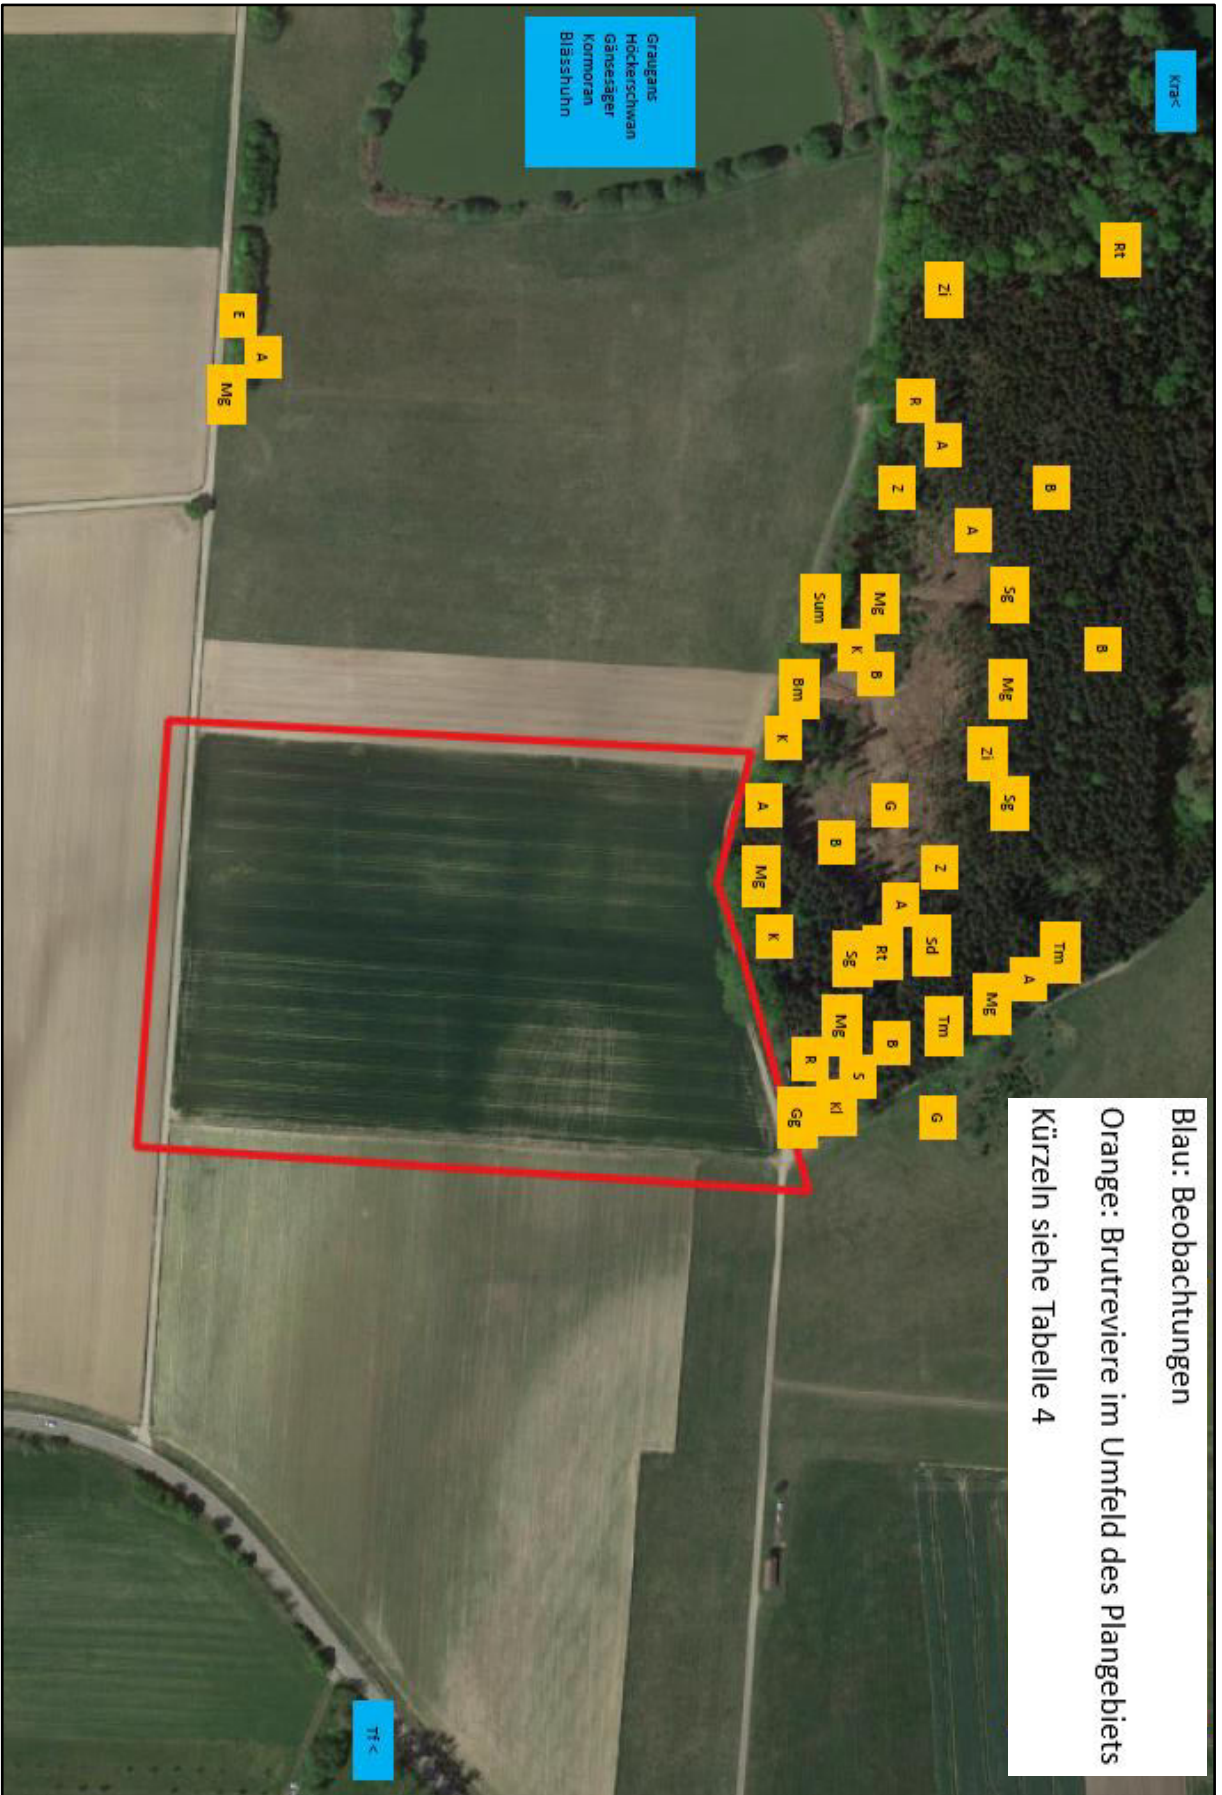 Blau: Beobachtungen
Orange: Brutreviere im Umfeld des Plangebiets
Kürzeln siehe Tabelle 4
Kra<
Rt
B
Tm
B
A
Sg
Mg
Sg
Mg
Zi
A
Zi
A
Tm
Z
G
Sd
R
A
Z
B
G
Rt
Mg
B
S
K
Sg
Mg
B
Kl
Sum
R
Bm
Gg
K
K
A
Mg
Graugans
Höckerschwan
Gänsesäger
Kormoran
Blässhuhn
Tf <
A
E
Mg